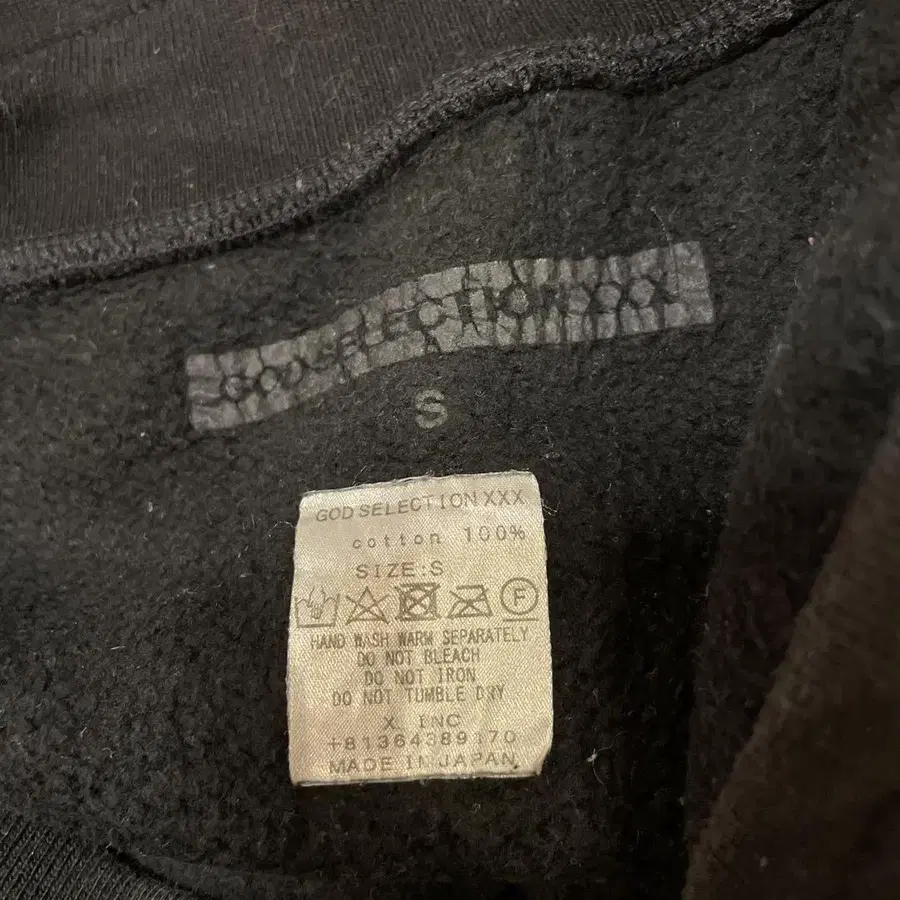 GOD SELECTION XXX
S
GOD SELECTION XXX
cotton 100%
SIZE:S
F
HAND WASH WARM SEPARATELY
DO NOT BLEACH
DO NOT IRON
DO NOT TUMBLE DRY
X. INC
+81364389170
MADE IN JAPAN